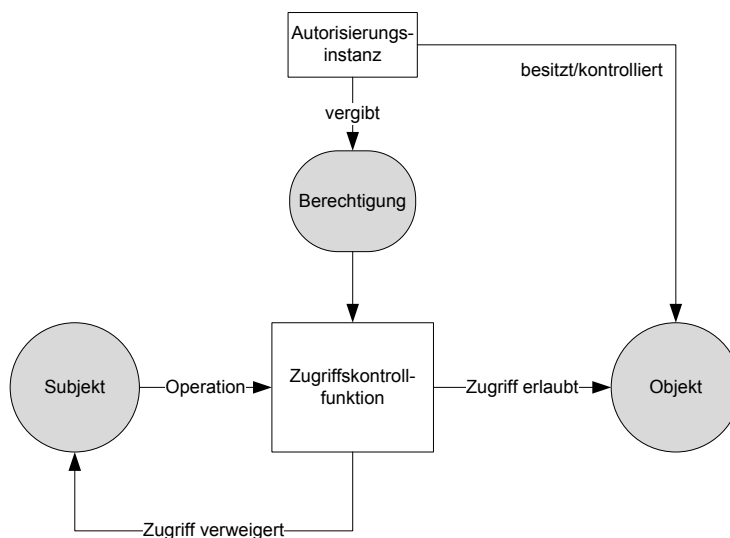 Autorisierungs-
instanz
besitzt/kontrolliert
vergibt
Berechtigung
Subjekt
Operation
Zugriffskontroll-
funktion
Zugriff erlaubt
Objekt
Zugriff verweigert